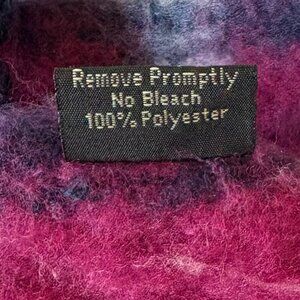 Remove Promptly
No Bleach
100% Polyester